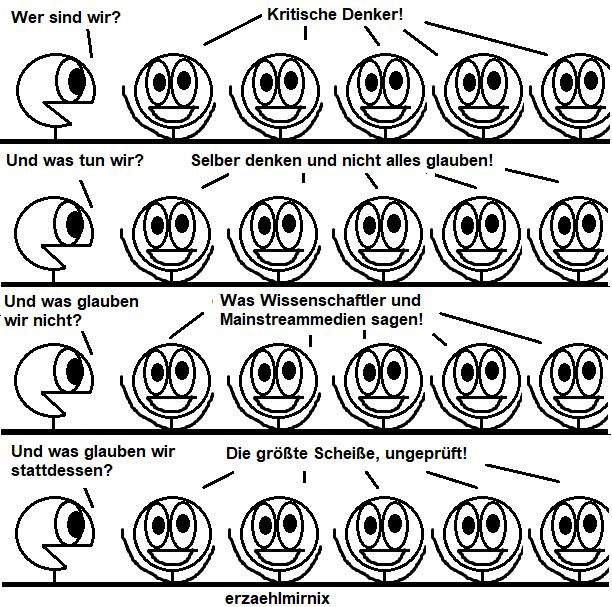 Wer sind wir?
Kritische Denker!
Und was tun wir?
Selber denken und nicht alles glauben!
Und was glauben
wir nicht?
Was Wissenschaftler und
Mainstreammedien sagen!
Und was glauben wir
stattdessen?
Die größte Scheiße, ungeprüft!
erzaehlmirnix